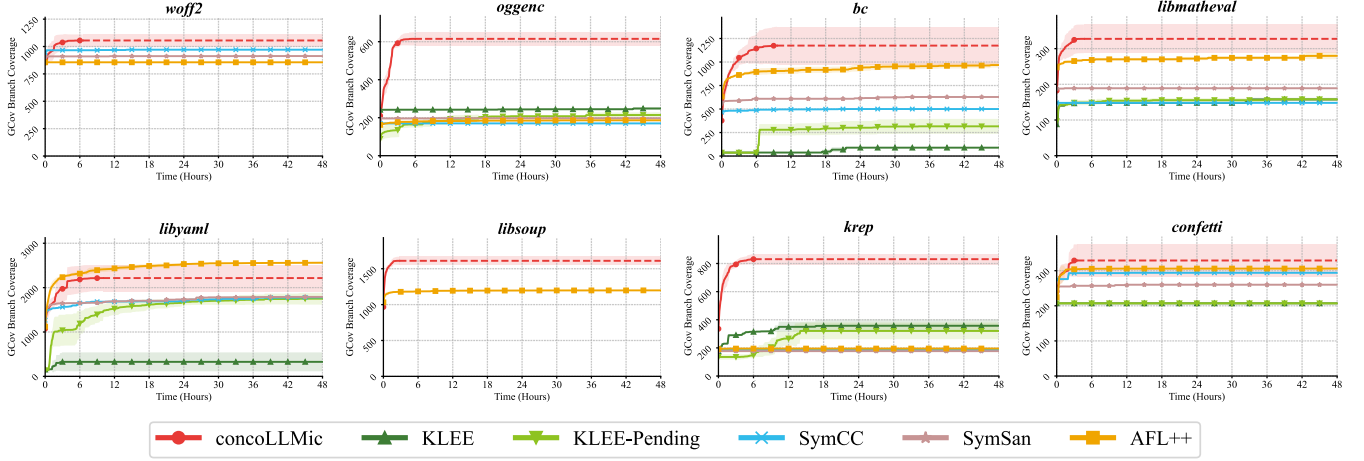 woff2
GCov Branch Coverage
1250
1000
750
500
250
0
0 6 12 18 24 30 36 42 48
Time (Hours)
oggenc
GCov Branch Coverage
600
400
200
0
0 6 12 18 24 30 36 42 48
Time (Hours)
bc
GCov Branch Coverage
1250
1000
750
500
250
0
0 6 12 18 24 30 36 42 48
Time (Hours)
libmatheval
GCov Branch Coverage
300
200
100
0 6 12 18 24 30 36 42 48
Time (Hours)
libyaml
GCov Branch Coverage
3000
2000
1000
0
0 6 12 18 24 30 36 42 48
Time (Hours)
libsoup
GCov Branch Coverage
1500
1000
500
0
0 6 12 18 24 30 36 42 48
Time (Hours)
krep
GCov Branch Coverage
800
600
400
200
0
0 6 12 18 24 30 36 42 48
Time (Hours)
confetti
GCov Branch Coverage
300
200
100
0
0 6 12 18 24 30 36 42 48
Time (Hours)
concoLLMic KLEE KLEE-Pending SymCC SymSan AFL++